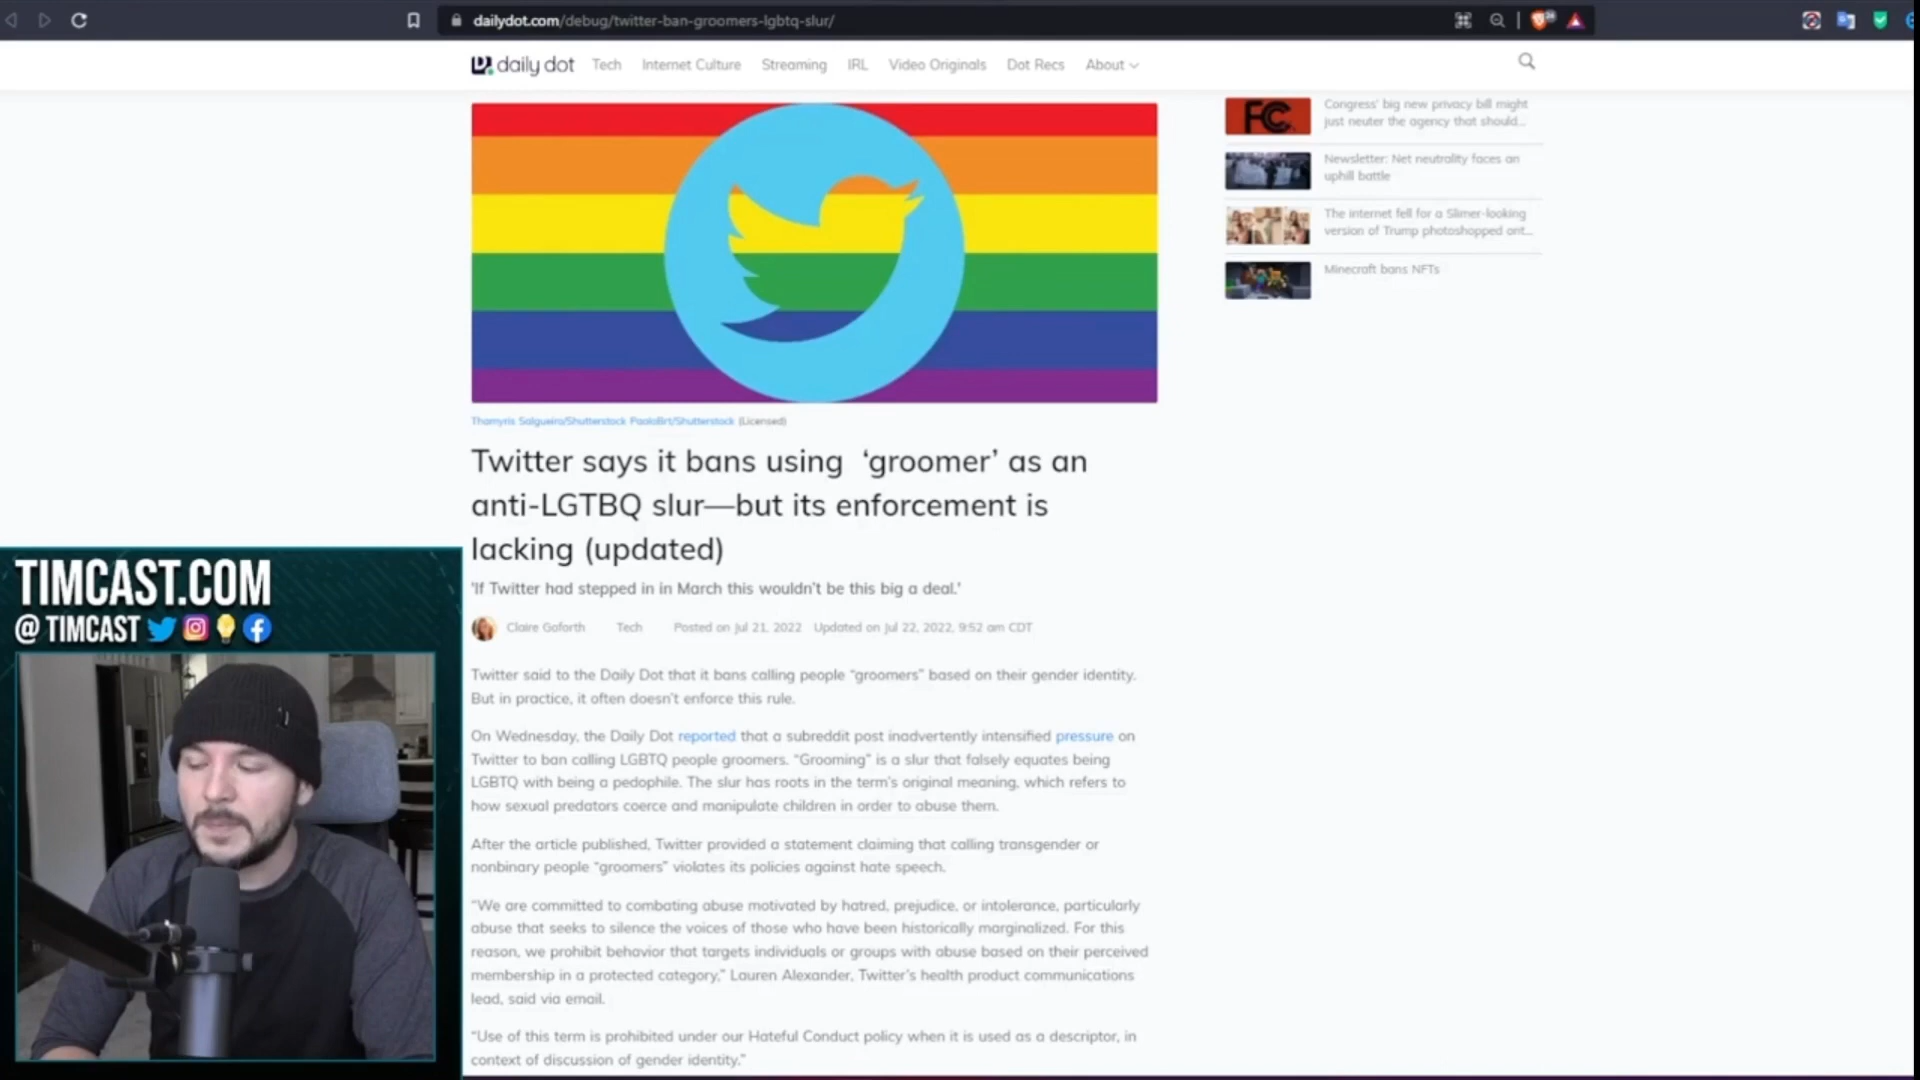 dailydot.com/debug/twitter-ban-groomers-lgbtq-slur/
daily dot
Tech
Internet Culture
Streaming
IRL
Video Originals
Dot Recs
About
Congress' big new privacy bill might
just neuter the agency that should...
FC
Newsletter: Net neutrality faces an
uphill battle
The internet fell for a Slimer-looking
version of Trump photoshopped ont...
Minecraft bans NFTs
Thamyris Salgueiro/Shutterstock PaoloBrt/Shutterstock (Licensed)
Twitter says it bans using ‘groomer’ as an
anti-LGTBQ slur—but its enforcement is
lacking (updated)
'If Twitter had stepped in in March this wouldn't be this big a deal.'
Claire Goforth Tech Posted on Jul 21, 2022 Updated on Jul 22, 2022, 9:52 am CDT
Twitter said to the Daily Dot that it bans calling people “groomers” based on their gender identity.
But in practice, it often doesn't enforce this rule.
On Wednesday, the Daily Dot reported that a subreddit post inadvertently intensified pressure on
Twitter to ban calling LGBTQ people groomers. “Grooming” is a slur that falsely equates being
LGBTQ with being a pedophile. The slur has roots in the term's original meaning, which refers to
how sexual predators coerce and manipulate children in order to abuse them.
After the article published, Twitter provided a statement claiming that calling transgender or
nonbinary people “groomers” violates its policies against hate speech.
“We are committed to combating abuse motivated by hatred, prejudice, or intolerance, particularly
abuse that seeks to silence the voices of those who have been historically marginalized. For this
reason, we prohibit behavior that targets individuals or groups with abuse based on their perceived
membership in a protected category,” Lauren Alexander, Twitter's health product communications
lead, said via email.
“Use of this term is prohibited under our Hateful Conduct policy when it is used as a descriptor, in
context of discussion of gender identity.”
TIMCAST.COM
@ TIMCAST